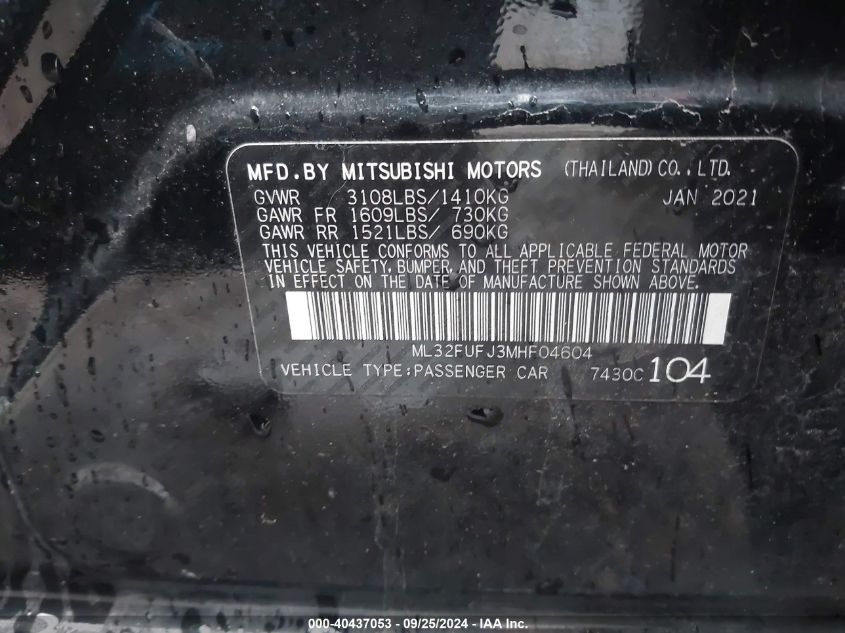 MFD.BY MITSUBISHI MOTORS (THAILAND) CO., LTD.
GVWR 3108LBS/1410KG JAN 2021
GAWR FR 1609LBS/ 730KG
GAWR RR 1521LBS/ 690KG
THIS VEHICLE CONFORMS TO ALL APPLICABLE FEDERAL MOTOR
VEHICLE SAFETY, BUMPER, AND THEFT PREVENTION STANDARDS
IN EFFECT ON THE DATE OF MANUFACTURE SHOWN ABOVE.
ML32FUFJ3MHF04604
VEHICLE TYPE:PASSENGER CAR 7430C 104
000-40437053 - 09/25/2024 - IAA Inc.